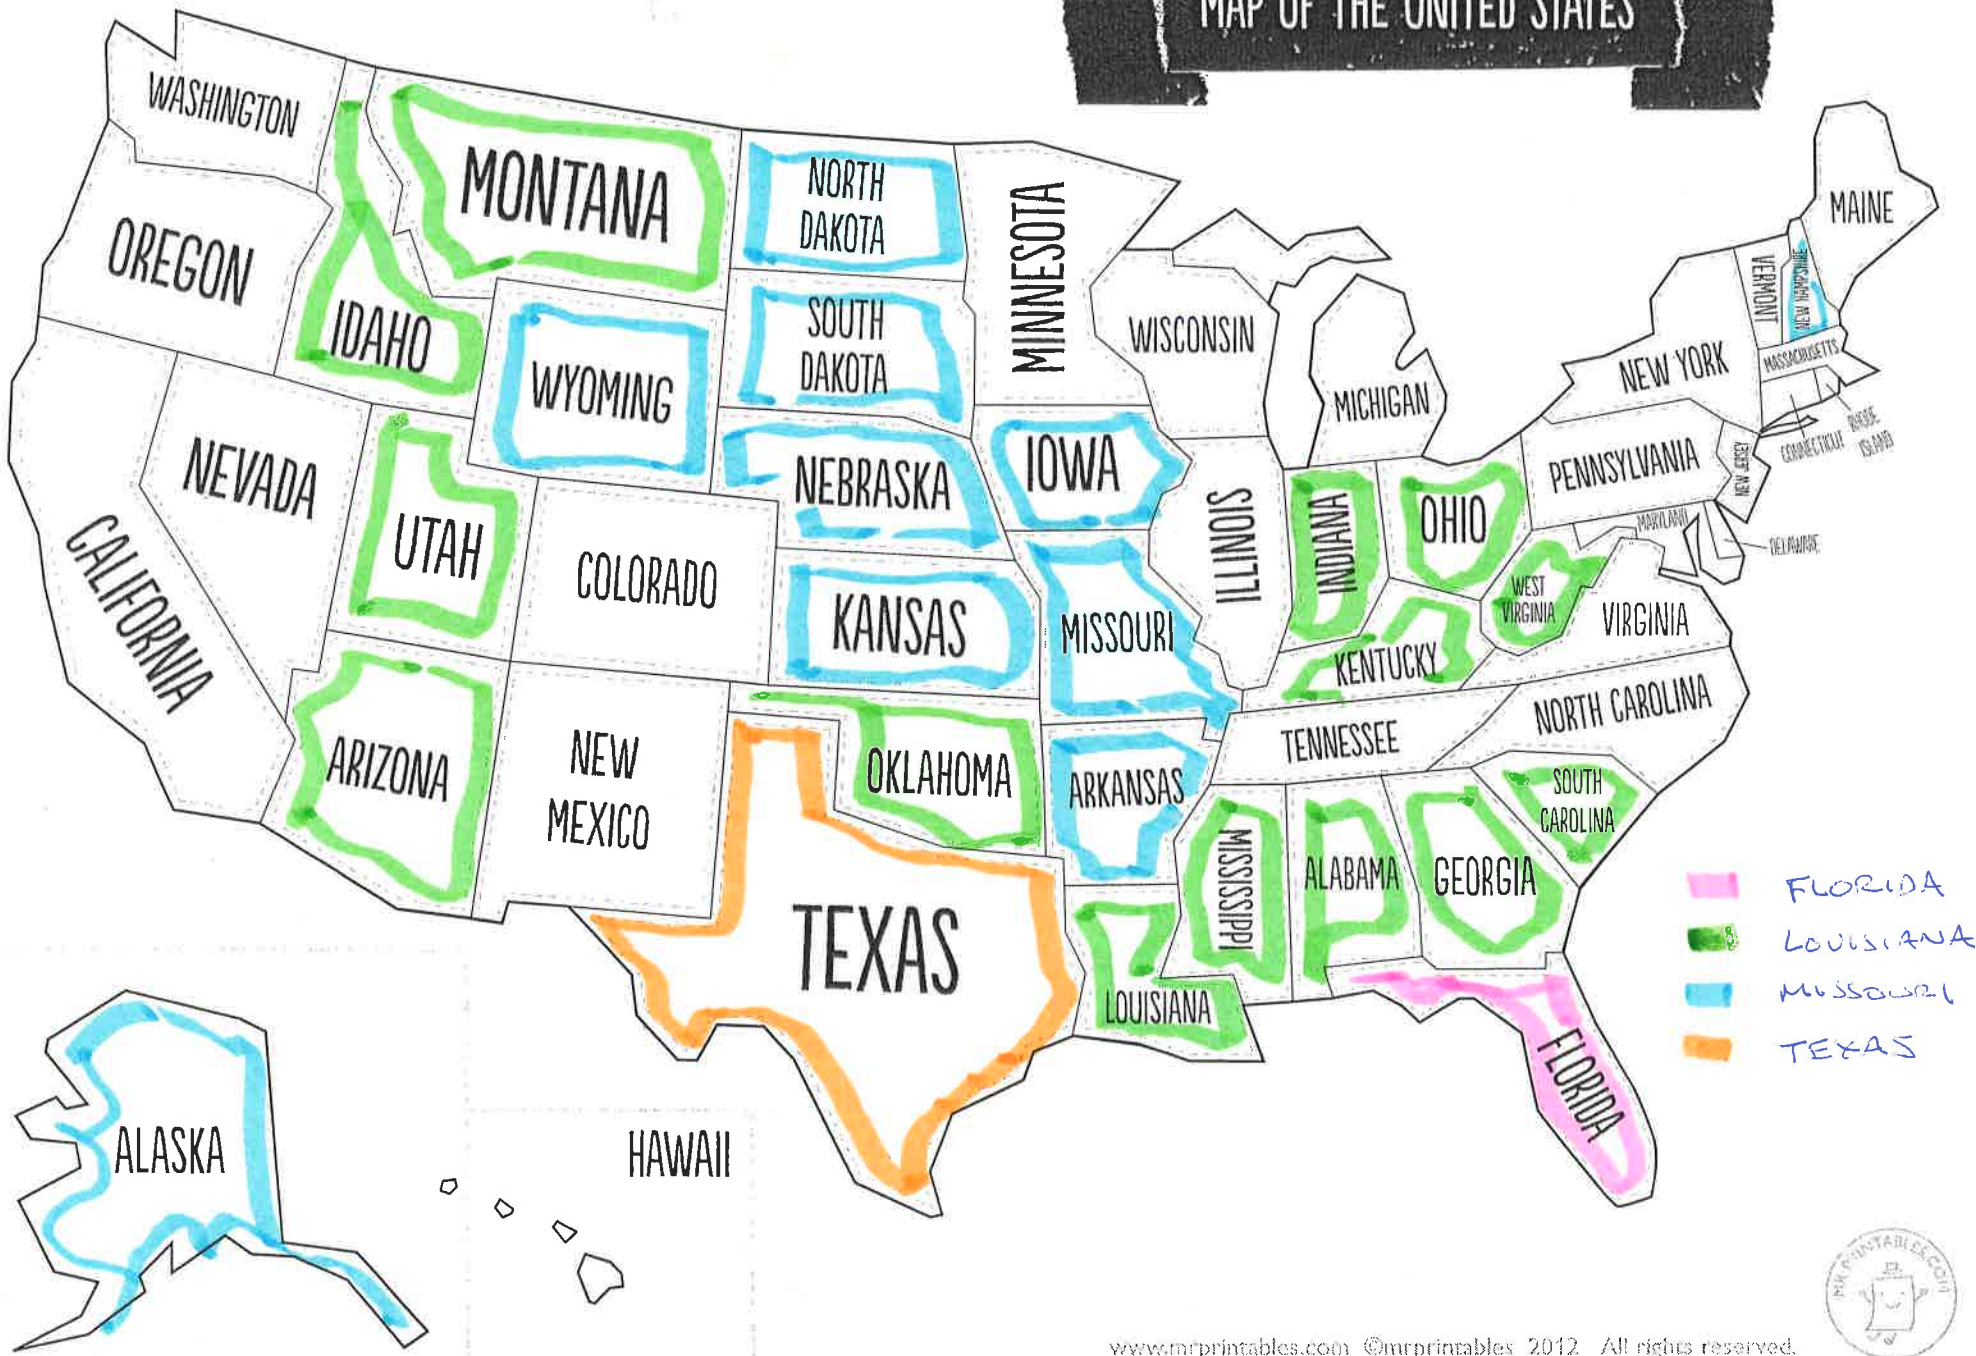 MAP OF THE UNITED STATES
WASHINGTON
MONTANA
NORTH
DAKOTA
MINNESOTA
MAINE
OREGON
IDAHO
WYOMING
SOUTH
DAKOTA
WISCONSIN
MICHIGAN
NEW YORK
VERMONT
NEW HAMPSHIRE
MASSACHUSETTS
RHODE
ISLAND
CONNECTICUT
NEVADA
UTAH
NEBRASKA
IOWA
ILLINOIS
INDIANA
OHIO
PENNSYLVANIA
NEW JERSEY
MARYLAND
DELAWARE
CALIFORNIA
COLORADO
KANSAS
MISSOURI
KENTUCKY
WEST
VIRGINIA
VIRGINIA
ARIZONA
NEW
MEXICO
OKLAHOMA
ARKANSAS
TENNESSEE
NORTH CAROLINA
SOUTH
CAROLINA
TEXAS
LOUISIANA
MISSISSIPPI
ALABAMA
GEORGIA
FLORIDA
FLORIDA
LOUISIANA
MISSOURI
TEXAS
ALASKA
HAWAII
MRPRINTABLES.COM
www.mrprintables.com ©mrprintables 2012 All rights reserved.